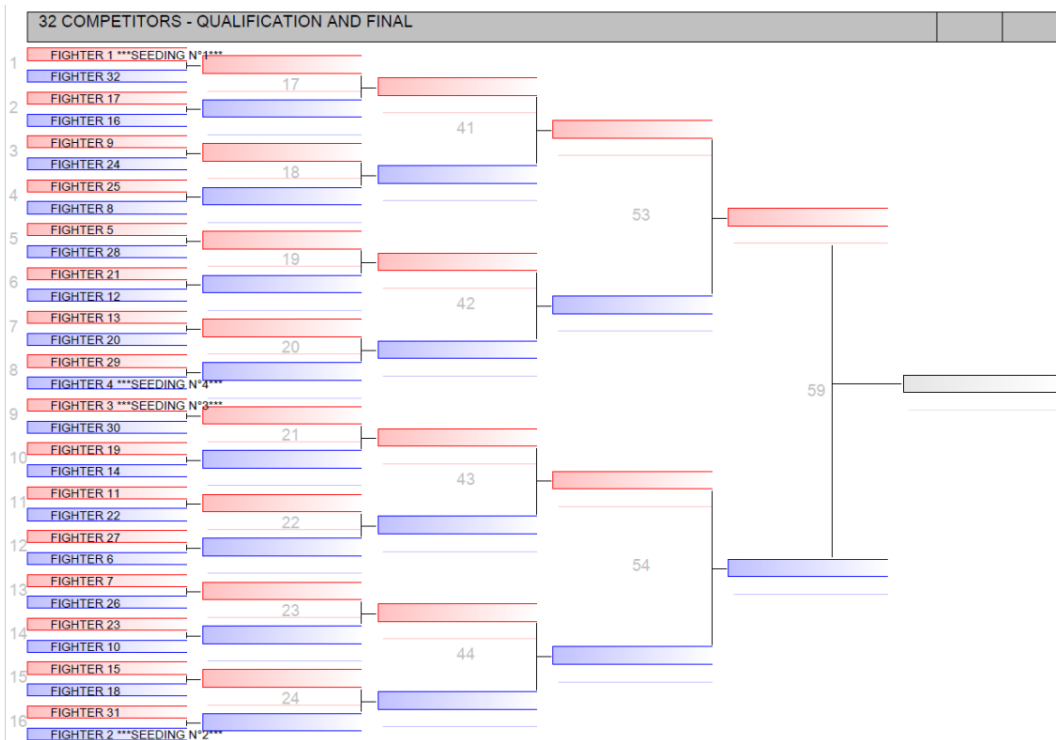 32 COMPETITORS - QUALIFICATION AND FINAL
1
FIGHTER 1 ***SEEDING N°1***
FIGHTER 32
17
2
FIGHTER 17
FIGHTER 16
41
3
FIGHTER 9
FIGHTER 24
18
4
FIGHTER 25
FIGHTER 8
53
5
FIGHTER 5
FIGHTER 28
19
6
FIGHTER 21
FIGHTER 12
42
7
FIGHTER 13
FIGHTER 20
20
8
FIGHTER 29
FIGHTER 4 ***SEEDING N°4***
59
9
FIGHTER 3 ***SEEDING N°3***
FIGHTER 30
21
10
FIGHTER 19
FIGHTER 14
43
11
FIGHTER 11
FIGHTER 22
22
12
FIGHTER 27
FIGHTER 6
54
13
FIGHTER 7
FIGHTER 26
23
14
FIGHTER 23
FIGHTER 10
44
15
FIGHTER 15
FIGHTER 18
24
16
FIGHTER 31
FIGHTER 2 ***SEEDING N°2***